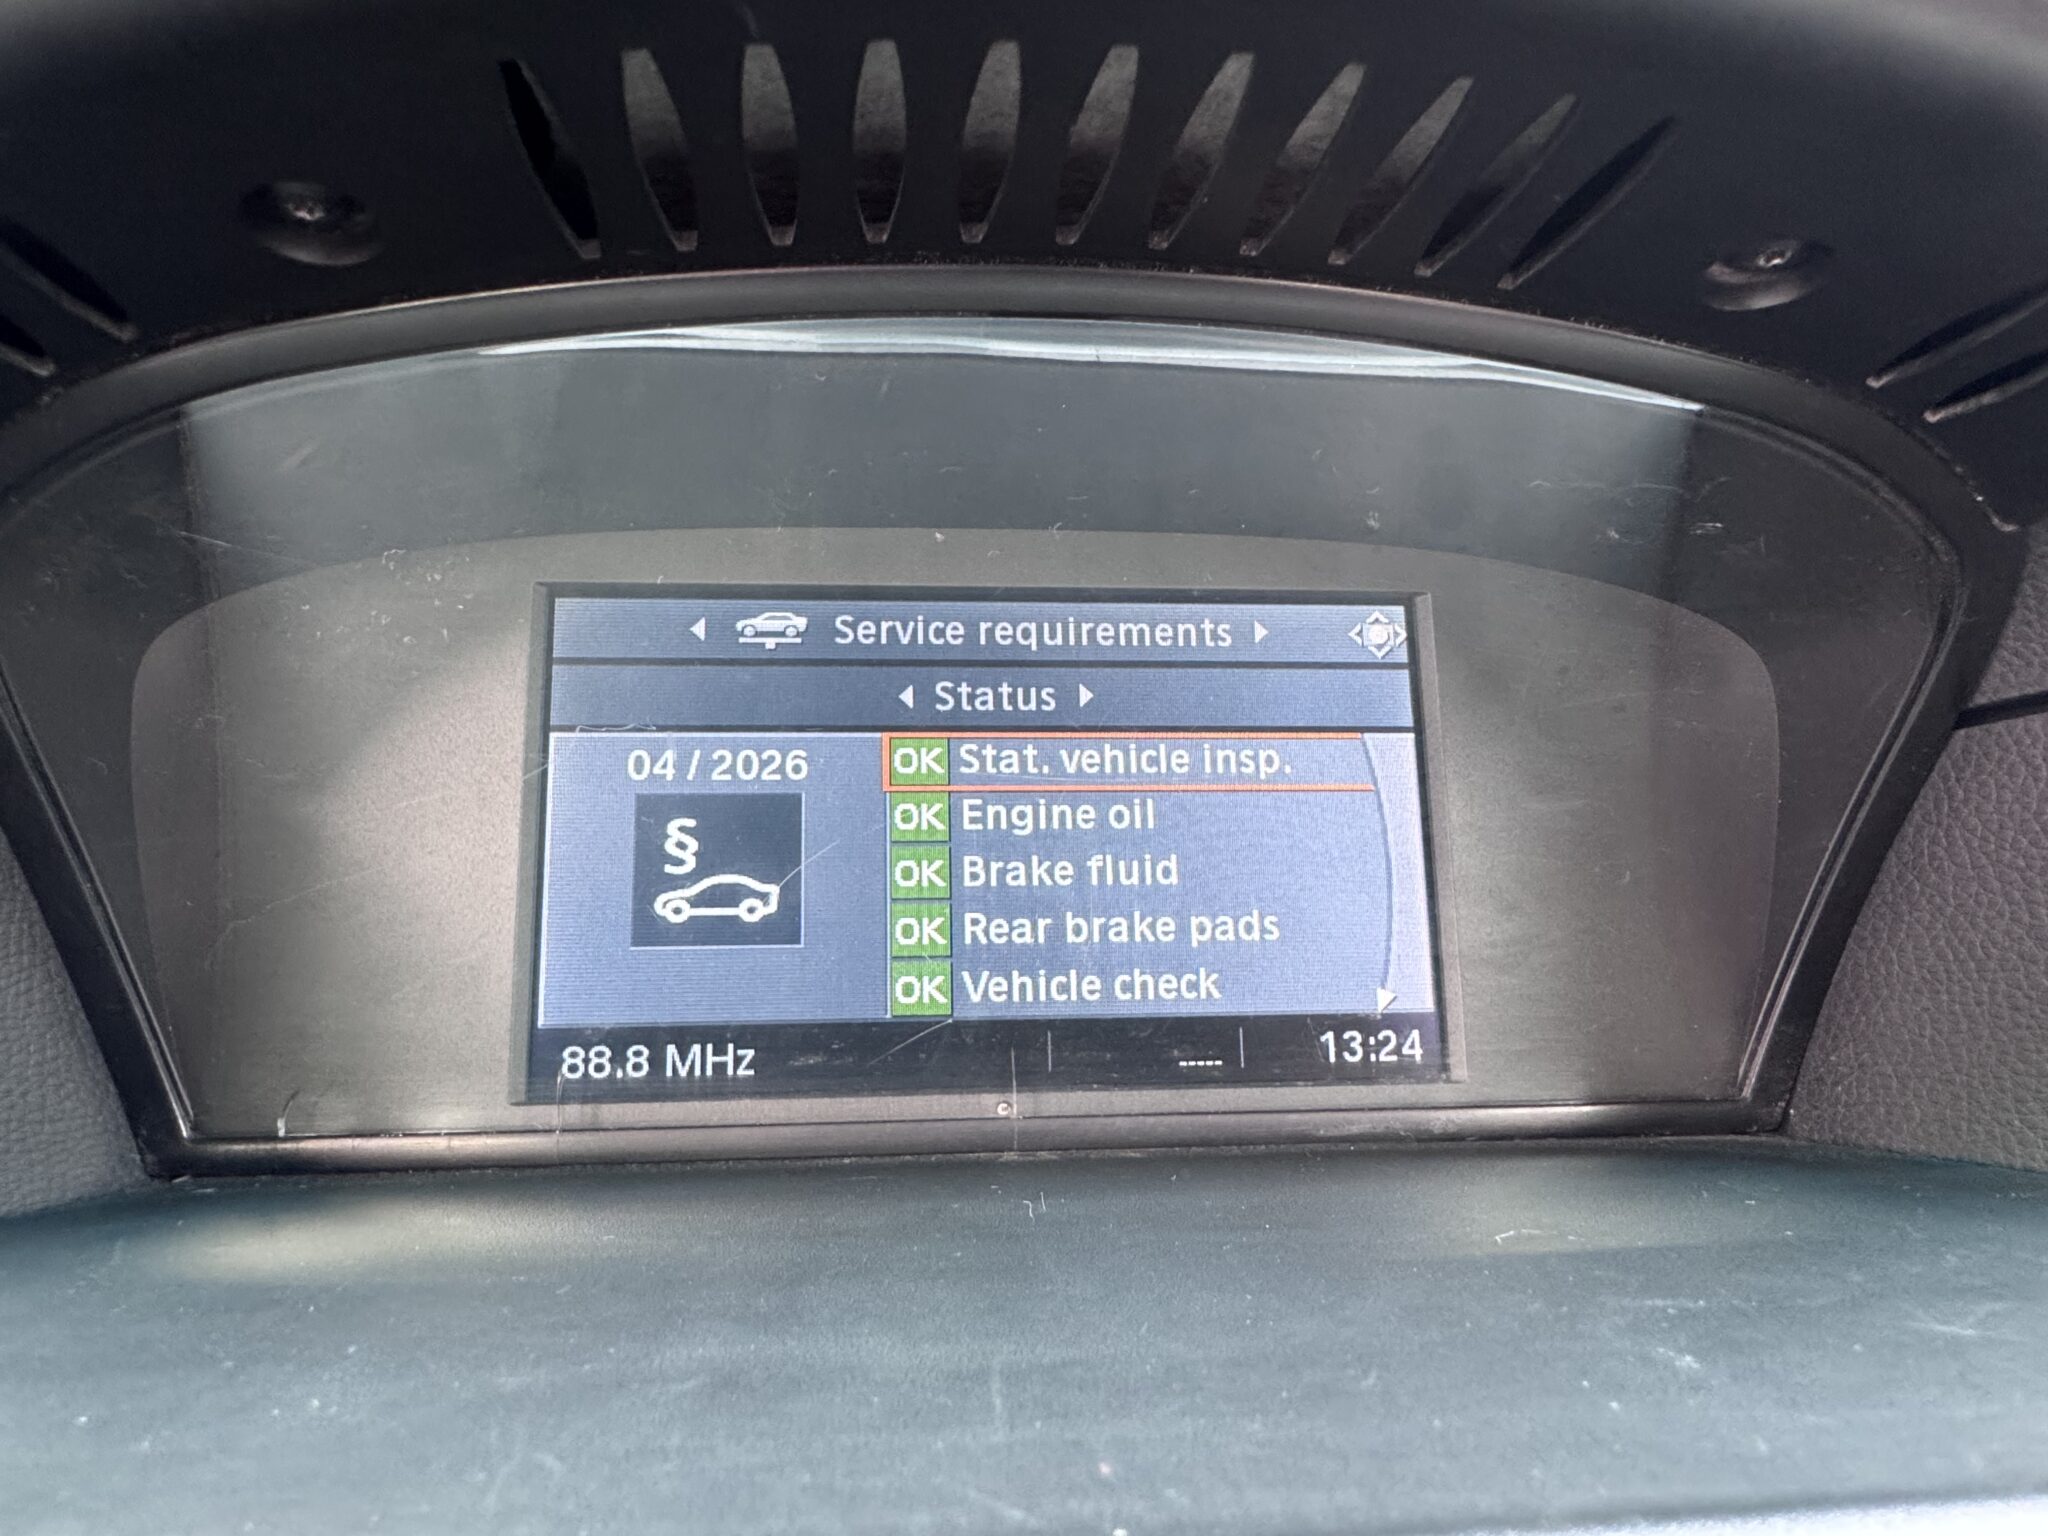 Service requirements
Status
04 / 2026
§
OK Stat. vehicle insp.
OK Engine oil
OK Brake fluid
OK Rear brake pads
OK Vehicle check
88.8 MHz -----
13:24